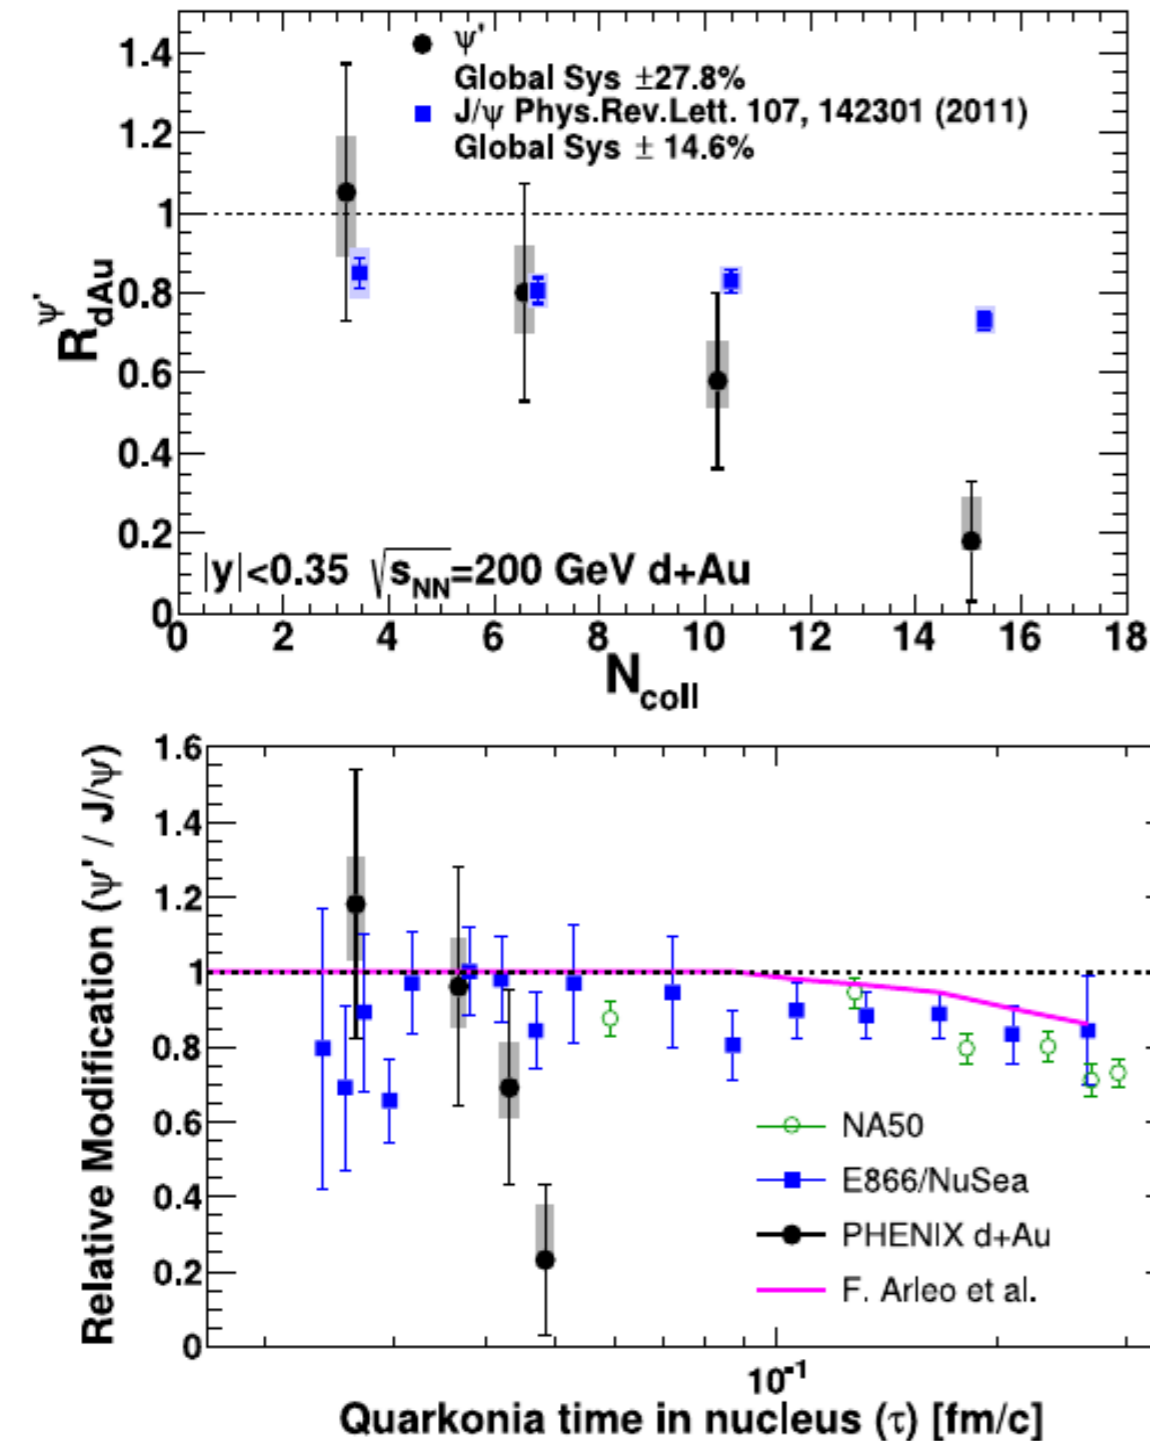 ψ'
Global Sys ±27.8%
J/ψ Phys.Rev.Lett. 107, 142301 (2011)
Global Sys ± 14.6%
1.4
1.2
1
0.8
0.6
0.4
0.2
0
R^ψ'_dAu
|y|<0.35 √s_NN=200 GeV d+Au
0 2 4 6 8 10 12 14 16 18
N_coll
1.6
1.4
1.2
1
0.8
0.6
0.4
0.2
0
Relative Modification (ψ' / J/ψ)
NA50
E866/NuSea
PHENIX d+Au
F. Arleo et al.
10⁻¹
Quarkonia time in nucleus (τ) [fm/c]